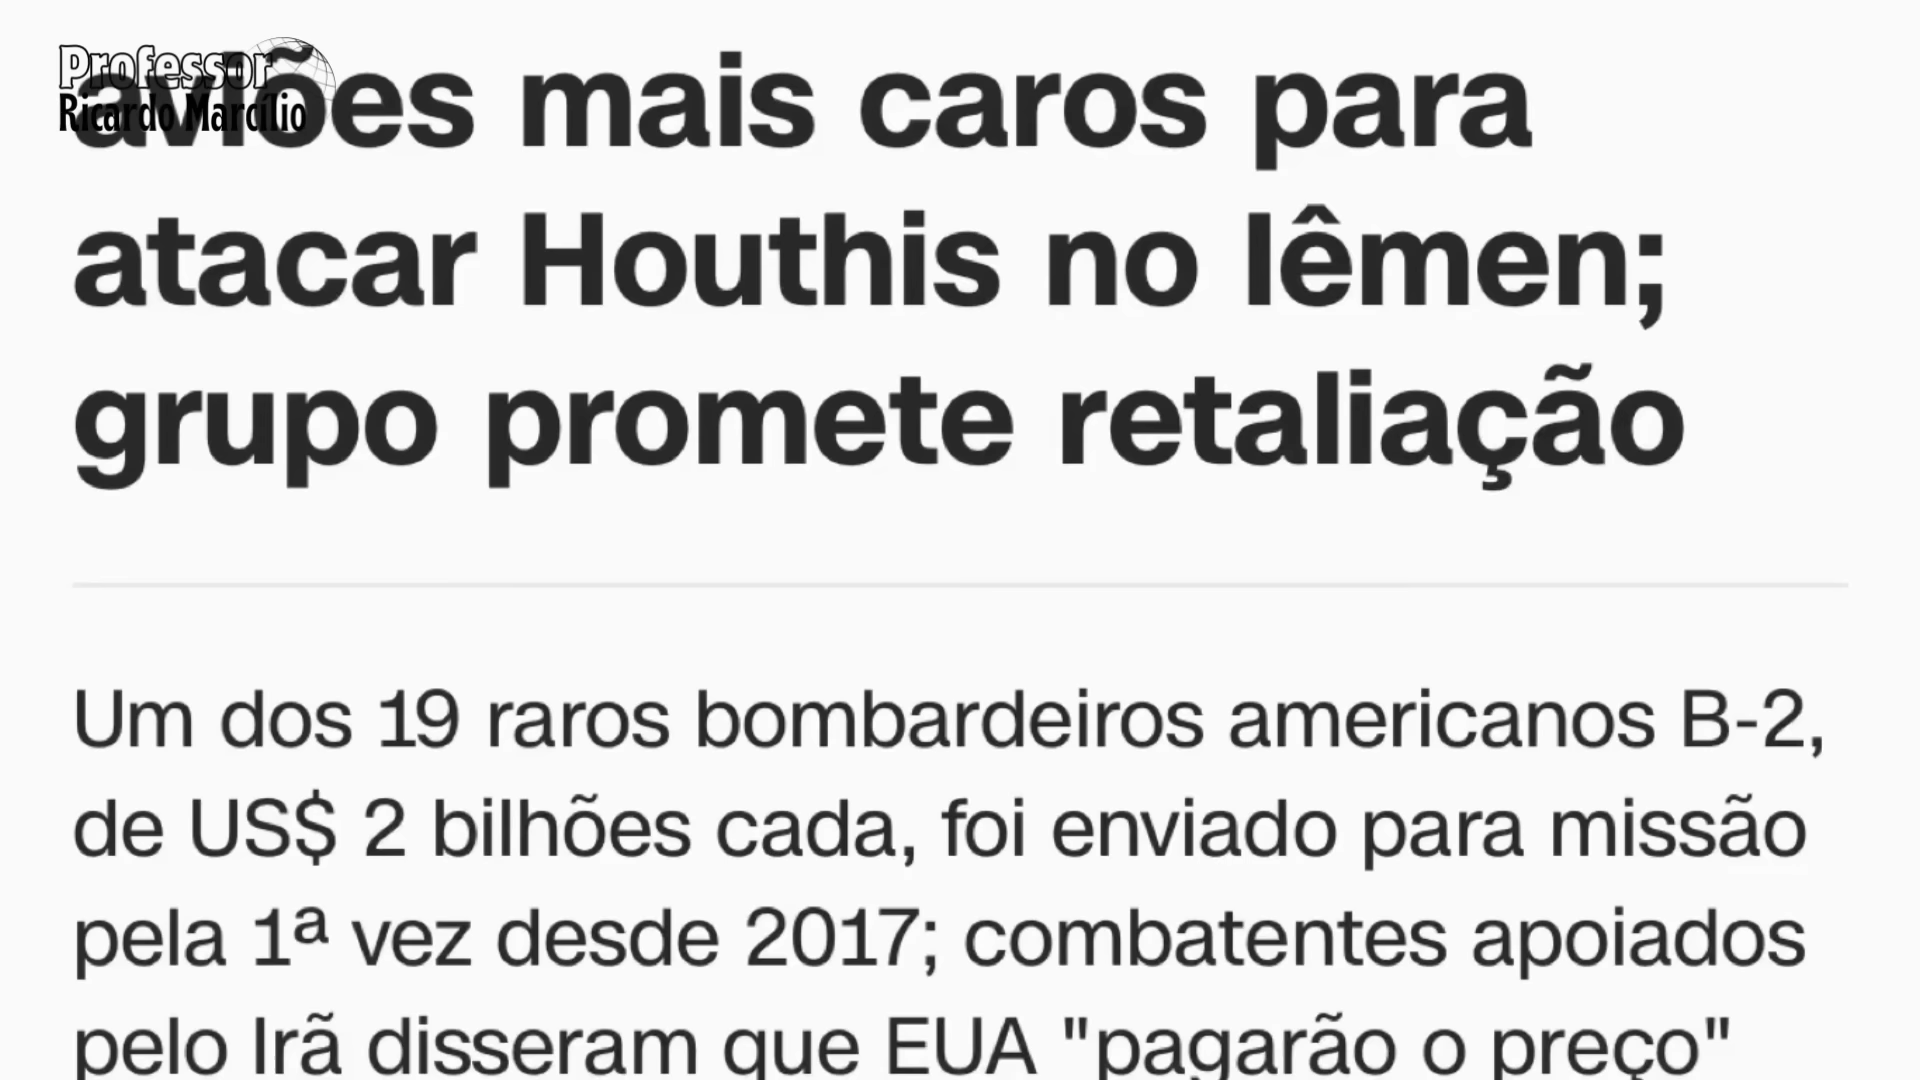 Professor
Ricardo Marcílio
aviões mais caros para
atacar Houthis no Iêmen;
grupo promete retaliação
Um dos 19 raros bombardeiros americanos B-2,
de US$ 2 bilhões cada, foi enviado para missão
pela 1ª vez desde 2017; combatentes apoiados
pelo Irã disseram que EUA "pagarão o preço"